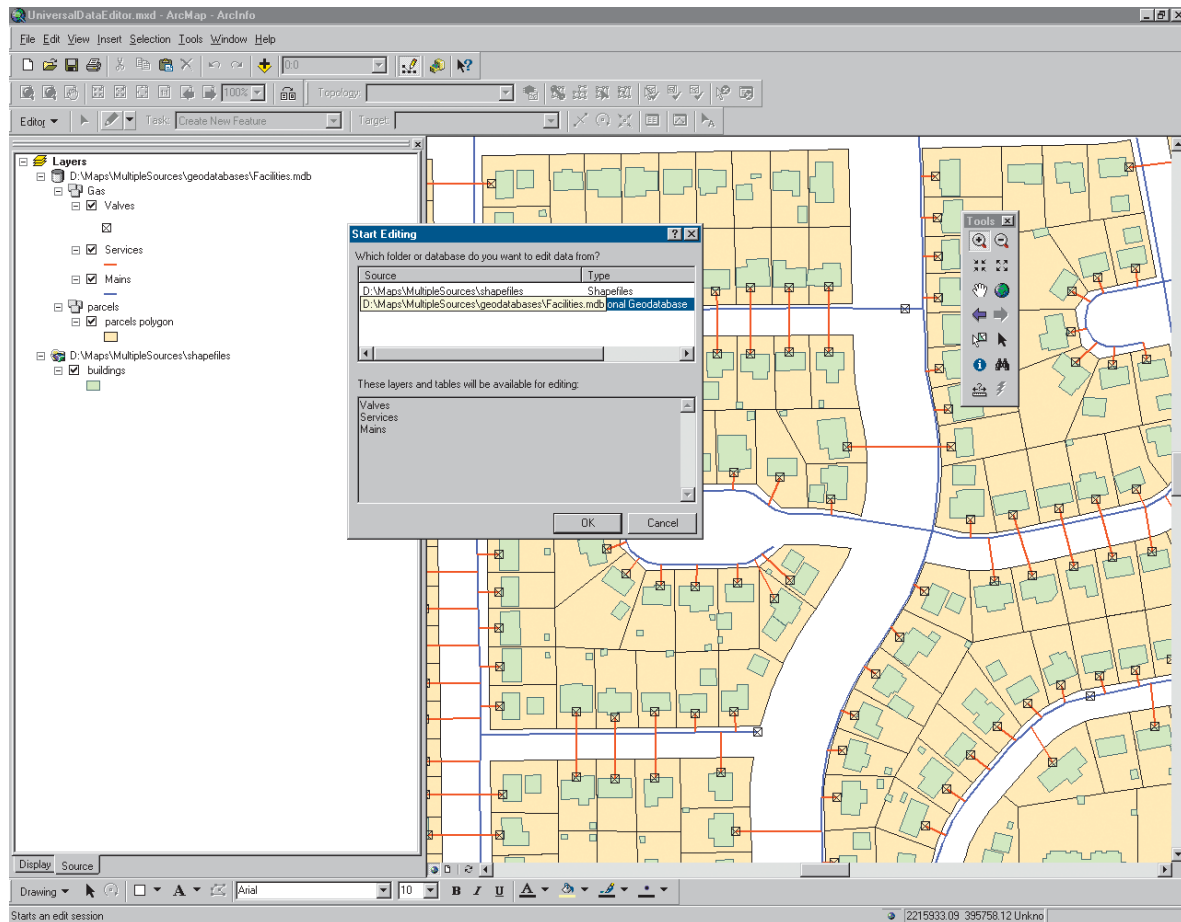 UniversalDataEditor.mxd - ArcMap - ArcInfo
File Edit View Insert Selection Tools Window Help
0:0
100%
Topology:
Editor
Task:
Create New Feature
Target:
Layers
D:\Maps\MultipleSources\geodatabases\Facilities.mdb
Gas
Valves
Services
Mains
parcels
parcels polygon
D:\Maps\MultipleSources\shapefiles
buildings
Start Editing
Which folder or database do you want to edit data from?
Source Type
D:\Maps\MultipleSources\shapefiles Shapefiles
D:\Maps\MultipleSources\geodatabases\Facilities.mdb onal Geodatabase
These layers and tables will be available for editing:
Valves
Services
Mains
OK Cancel
Tools
Display Source
Drawing A Arial 10 B I U A
Starts an edit session
2215933.09 395758.12 Unkno